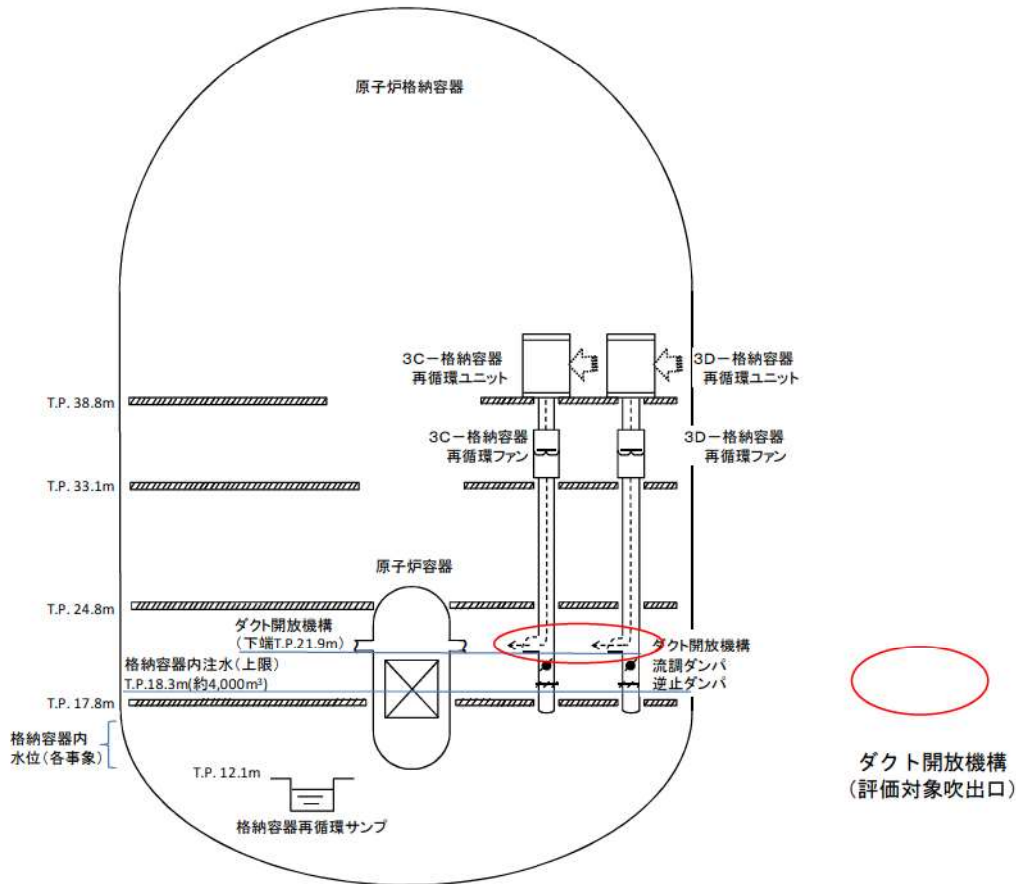 原子炉格納容器
3C－格納容器
再循環ユニット
3D－格納容器
再循環ユニット
T.P. 38.8m
3C－格納容器
再循環ファン
3D－格納容器
再循環ファン
T.P. 33.1m
原子炉容器
T.P. 24.8m
ダクト開放機構
（下端T.P.21.9m）
ダクト開放機構
格納容器内注水（上限）
流調ダンパ
T.P.18.3m(約4,000m³)
逆止ダンパ
T.P. 17.8m
格納容器内
水位（各事象）
T.P. 12.1m
格納容器再循環サンプ
ダクト開放機構
（評価対象吹出口）